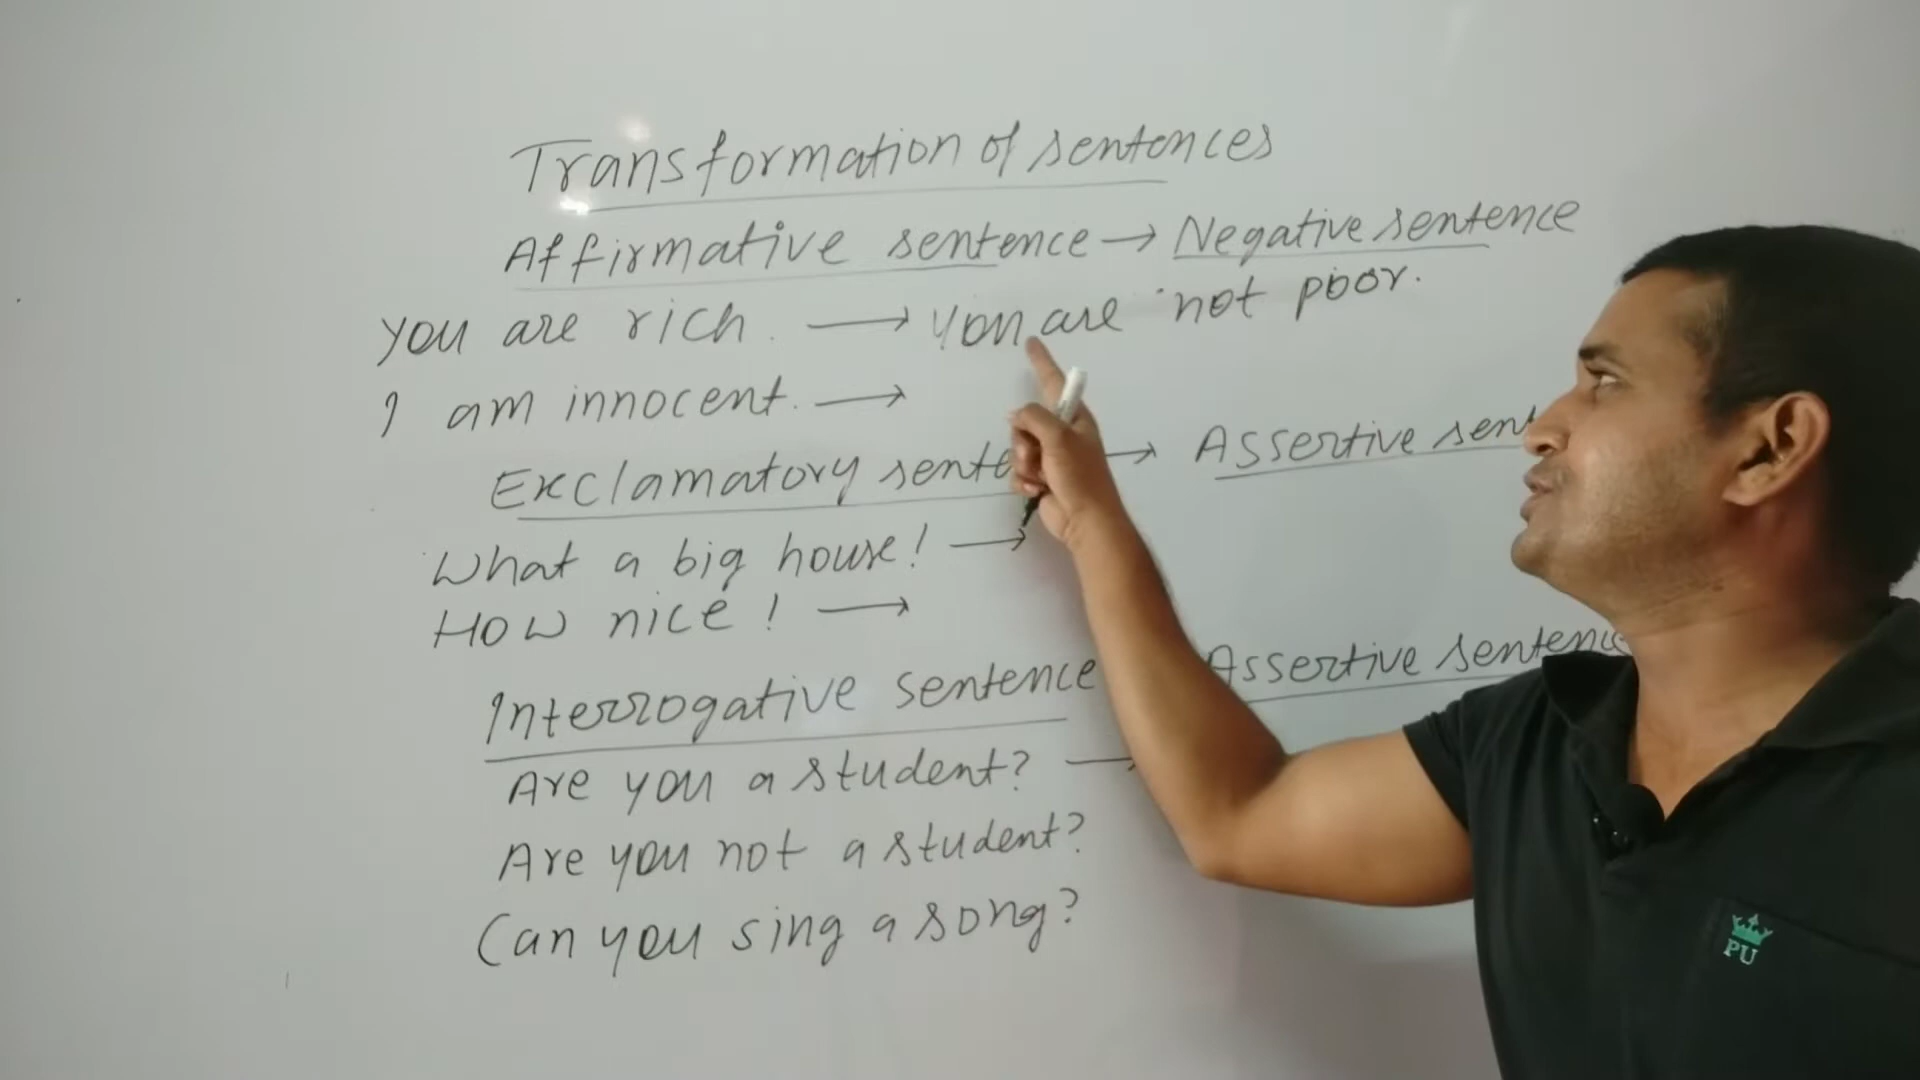 Transformation of sentences
Affirmative sentence → Negative sentence
You are rich. → You are not poor.
I am innocent. →
Exclamatory sente → Assertive sent
What a big house! →
How nice! →
Interrogative sentence Assertive sentence
Are you a student? →
Are you not a student?
Can you sing a song?
PU